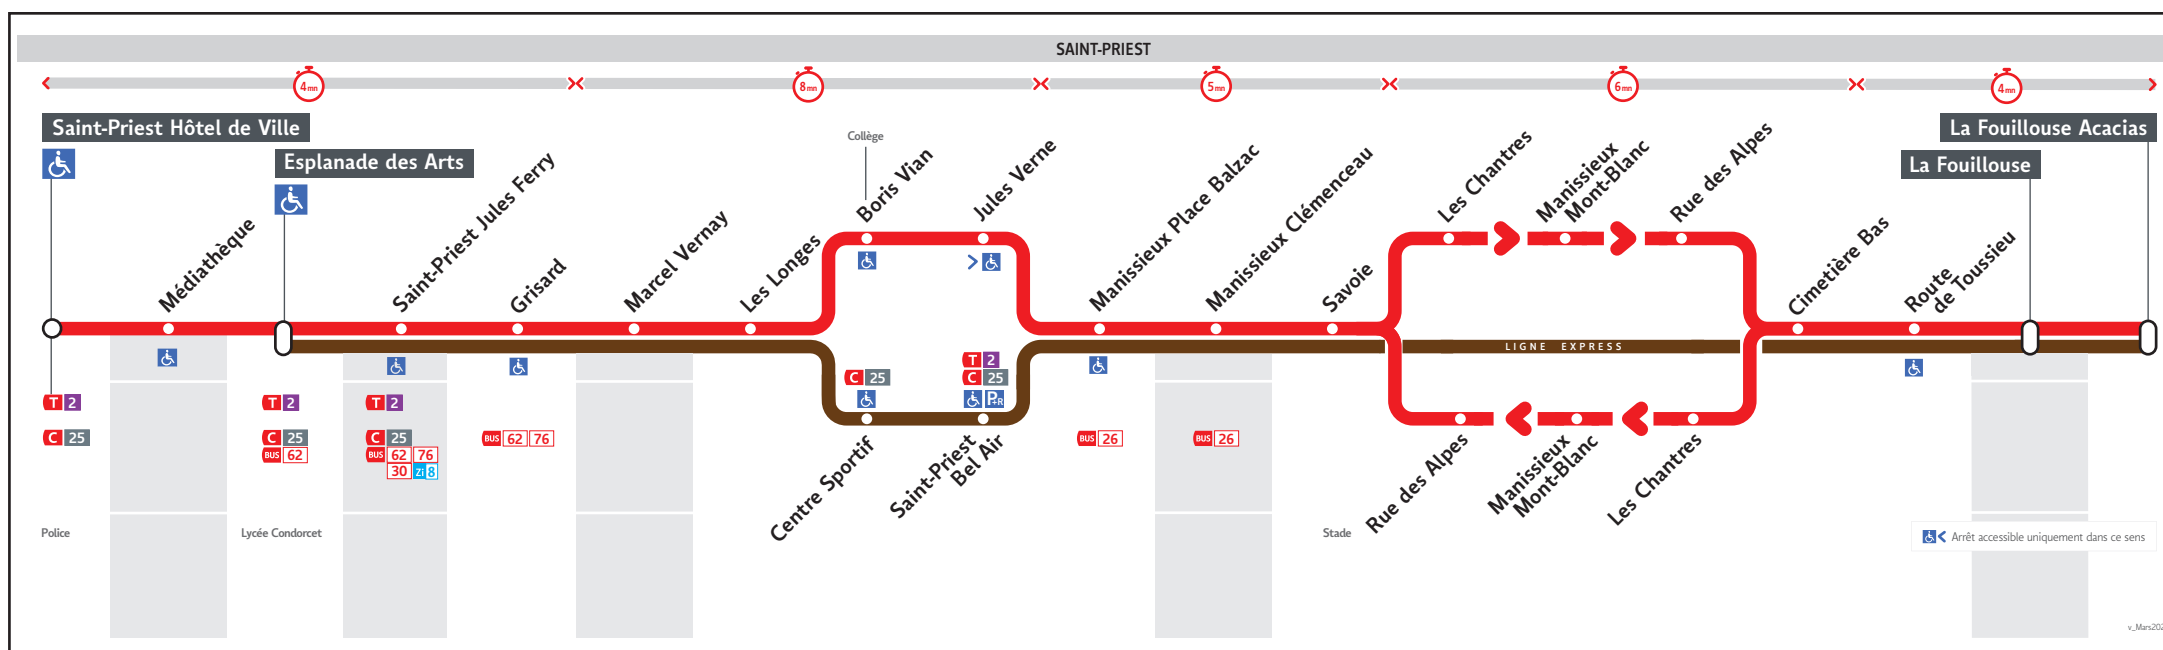 SAINT-PRIEST
4mn
8mn
5mn
6mn
4mn
Saint-Priest Hôtel de Ville
Esplanade des Arts
La Fouillouse Acacias
La Fouillouse
Collège
Médiathèque
Saint-Priest Jules Ferry
Grisard
Marcel Vernay
Les Longes
Boris Vian
Jules Verne
Manissieux Place Balzac
Manissieux Clémenceau
Savoie
Les Chantres
Manissieux
Mont-Blanc
Rue des Alpes
Cimetière Bas
Route
de Toussieu
LIGNE EXPRESS
T 2
C 25
T 2
C 25
BUS 62
T 2
C 25
BUS 62 76
30 Zi 8
BUS 62 76
C 25
T 2
C 25
P+R
BUS 26
BUS 26
Centre Sportif
Saint-Priest
Bel Air
Rue des Alpes
Manissieux
Mont-Blanc
Les Chantres
Police
Lycée Condorcet
Stade
Arrêt accessible uniquement dans ce sens
v_Mars202